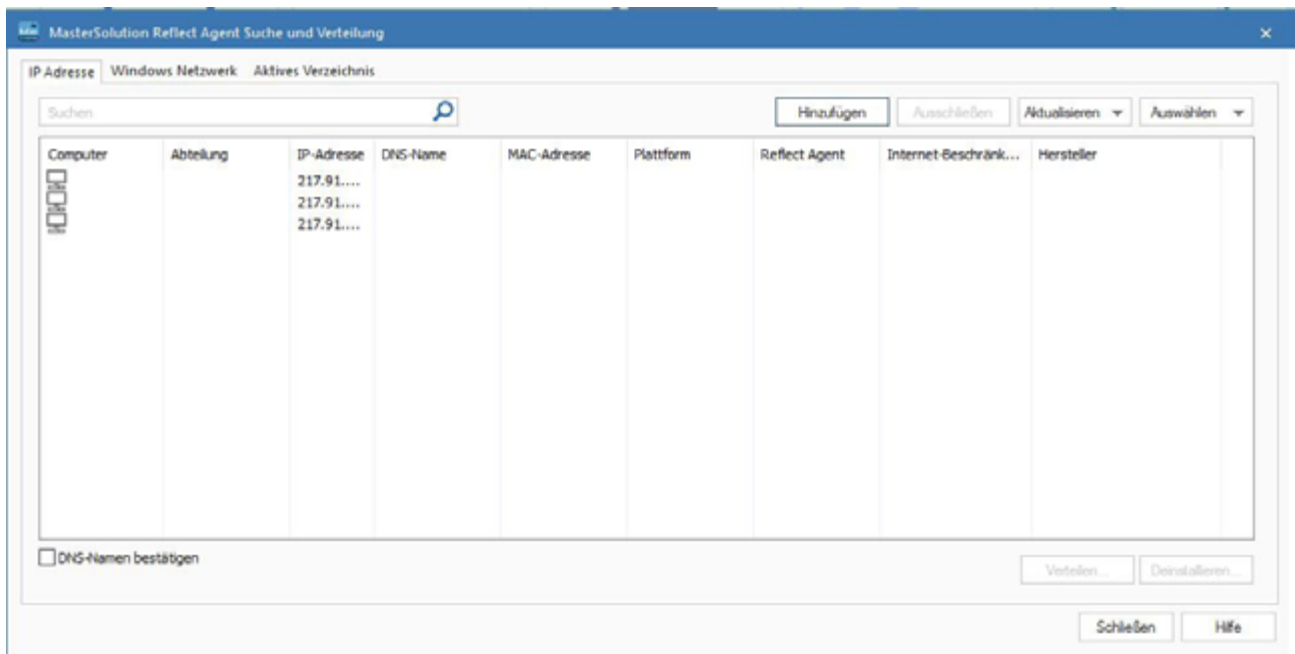 MasterSolution Reflect Agent Suche und Verteilung
IP Adresse Windows Netzwerk Aktives Verzeichnis
Suchen Hinzufügen Ausschließen Aktualisieren Auswählen
Computer Abteilung IP-Adresse DNS-Name MAC-Adresse Plattform Reflect Agent Internet-Beschränk... Hersteller
217.91....
217.91....
217.91....
DNS-Namen bestätigen
Verteilen... Deinstallieren...
Schließen Hilfe